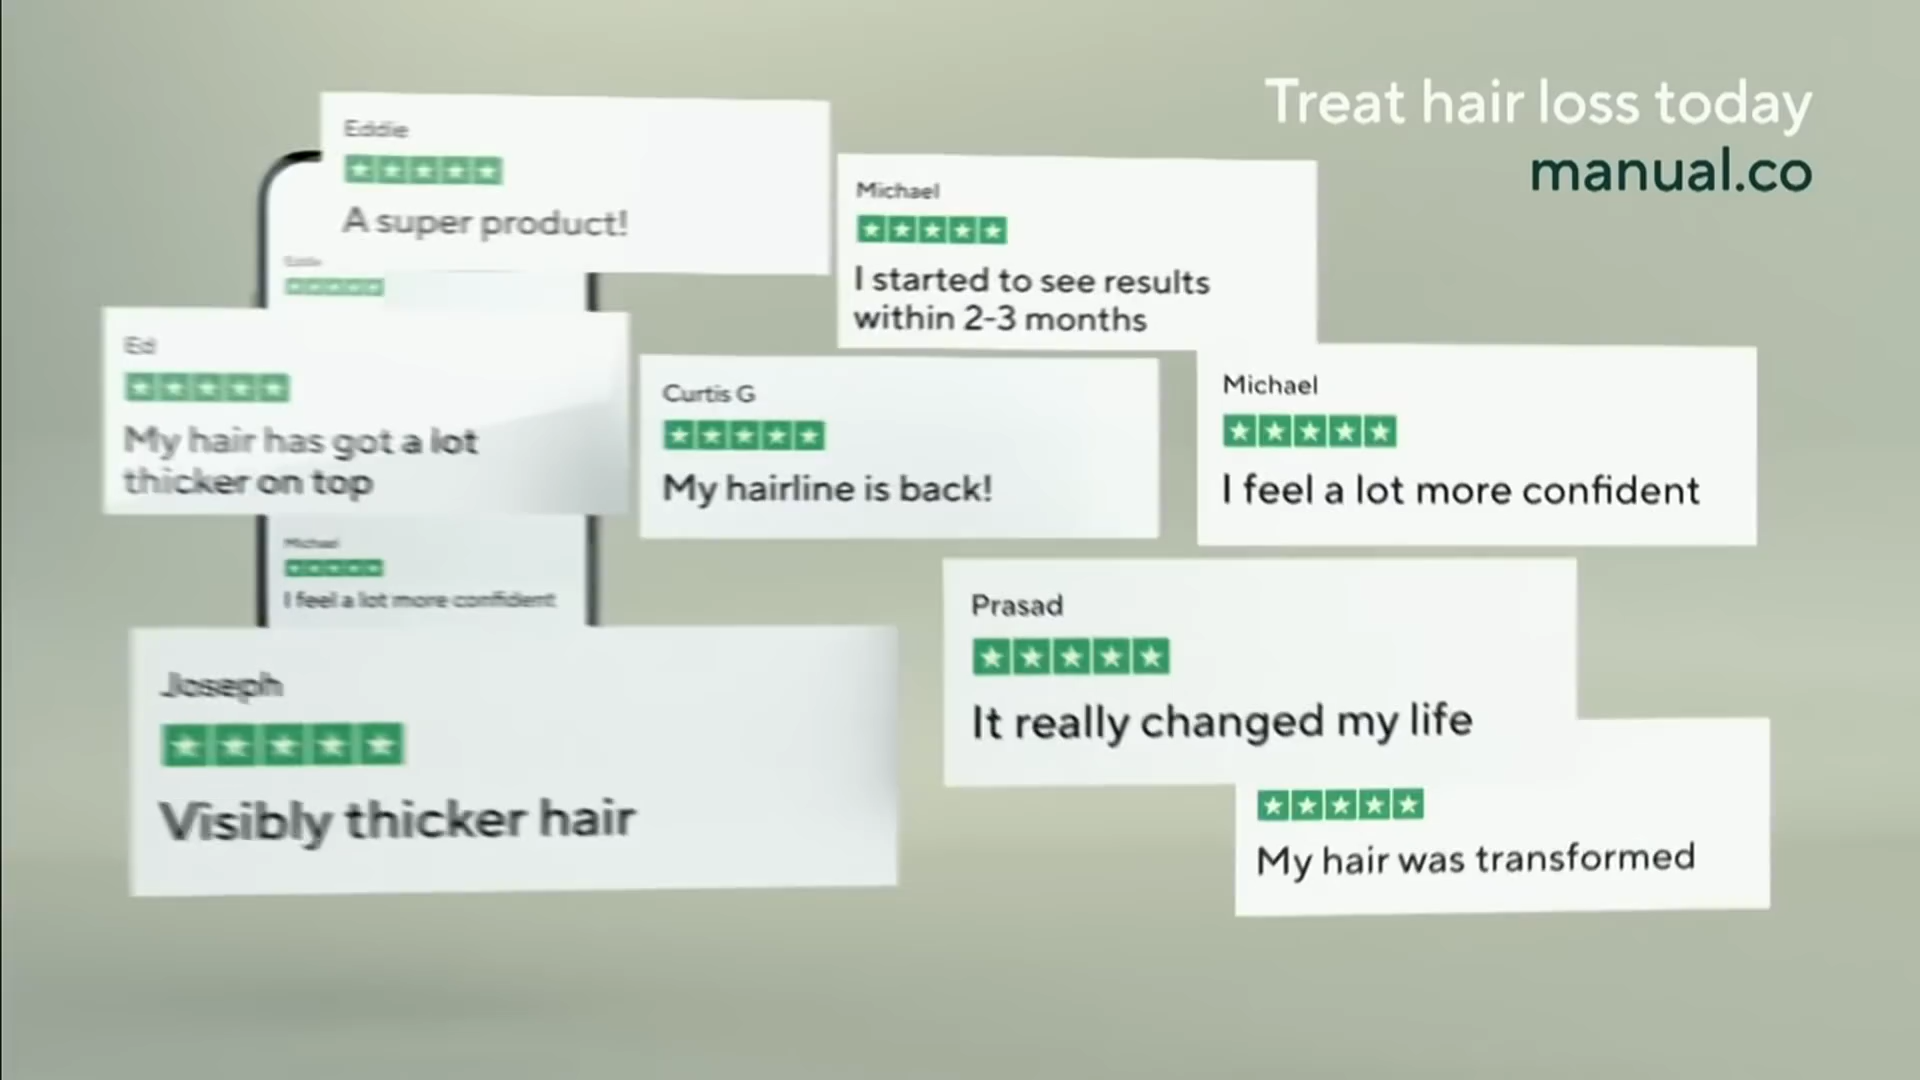 Treat hair loss today
manual.co
Eddie
A super product!
Michael
I started to see results
within 2-3 months
Eddie
Ed
My hair has got a lot
thicker on top
Curtis G
My hairline is back!
Michael
I feel a lot more confident
Michael
I feel a lot more confident
Joseph
Visibly thicker hair
Prasad
It really changed my life
My hair was transformed